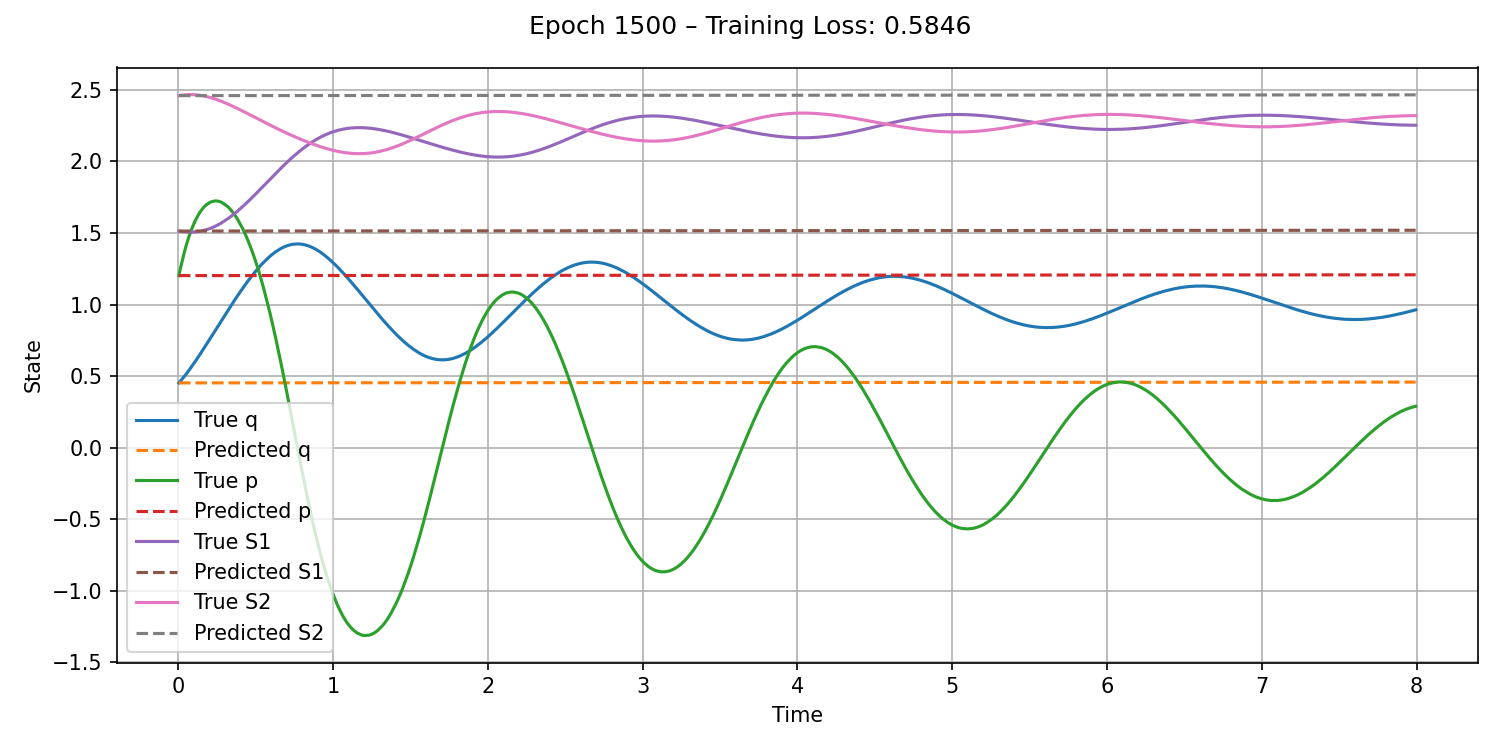 Epoch 1500 – Training Loss: 0.5846
State
2.5
2.0
1.5
1.0
0.5
0.0
−0.5
−1.0
−1.5
True q
Predicted q
True p
Predicted p
True S1
Predicted S1
True S2
Predicted S2
0 1 2 3 4 5 6 7 8
Time